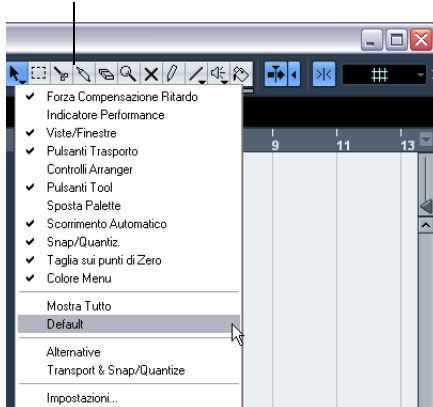 9 11 13
Forza Compensazione Ritardo
Indicatore Performance
Viste/Finestre
Pulsanti Trasporto
Controlli Arranger
Pulsanti Tool
Sposta Palette
Scorrimento Automatico
Snap/Quantiz.
Taglia sui punti di Zero
Colore Menu
Mostra Tutto
Default
Alternative
Transport & Snap/Quantize
Impostazioni...